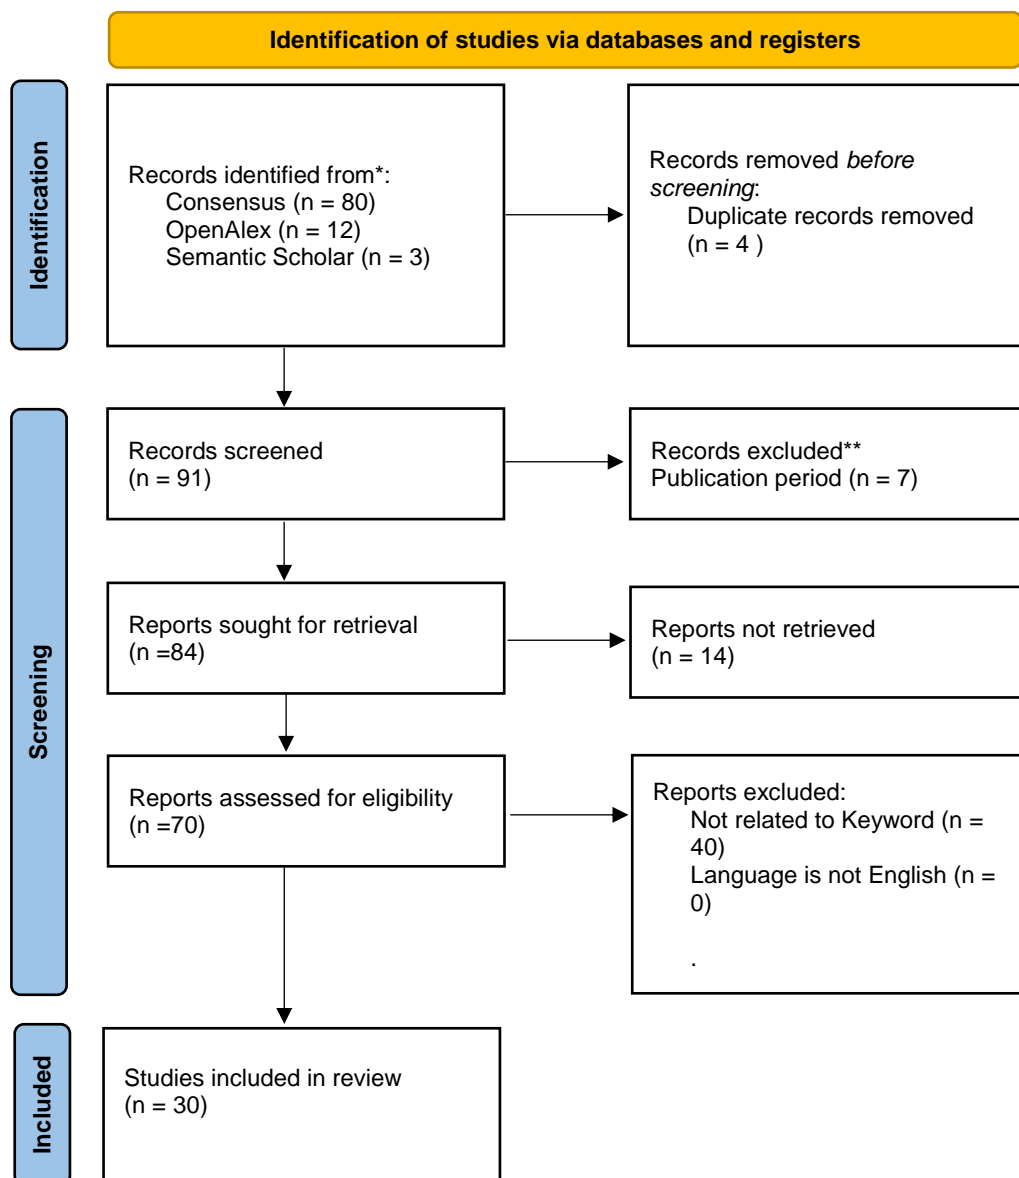 Identification of studies via databases and registers
Identification
Records identified from*:
Consensus (n = 80)
OpenAlex (n = 12)
Semantic Scholar (n = 3)
Records removed before
screening:
Duplicate records removed
(n = 4 )
Screening
Records screened
(n = 91)
Records excluded**
Publication period (n = 7)
Reports sought for retrieval
(n =84)
Reports not retrieved
(n = 14)
Reports assessed for eligibility
(n =70)
Reports excluded:
Not related to Keyword (n =
40)
Language is not English (n =
0)
.
Included
Studies included in review
(n = 30)